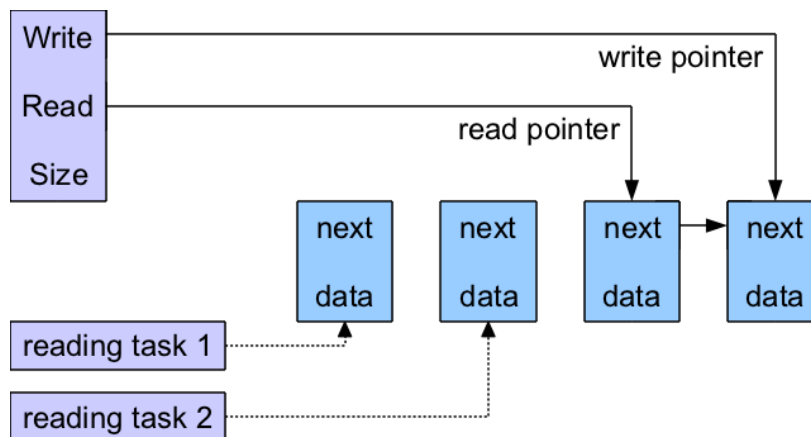 Write
write pointer
Read
read pointer
Size
next next next next
data data data data
reading task 1
reading task 2